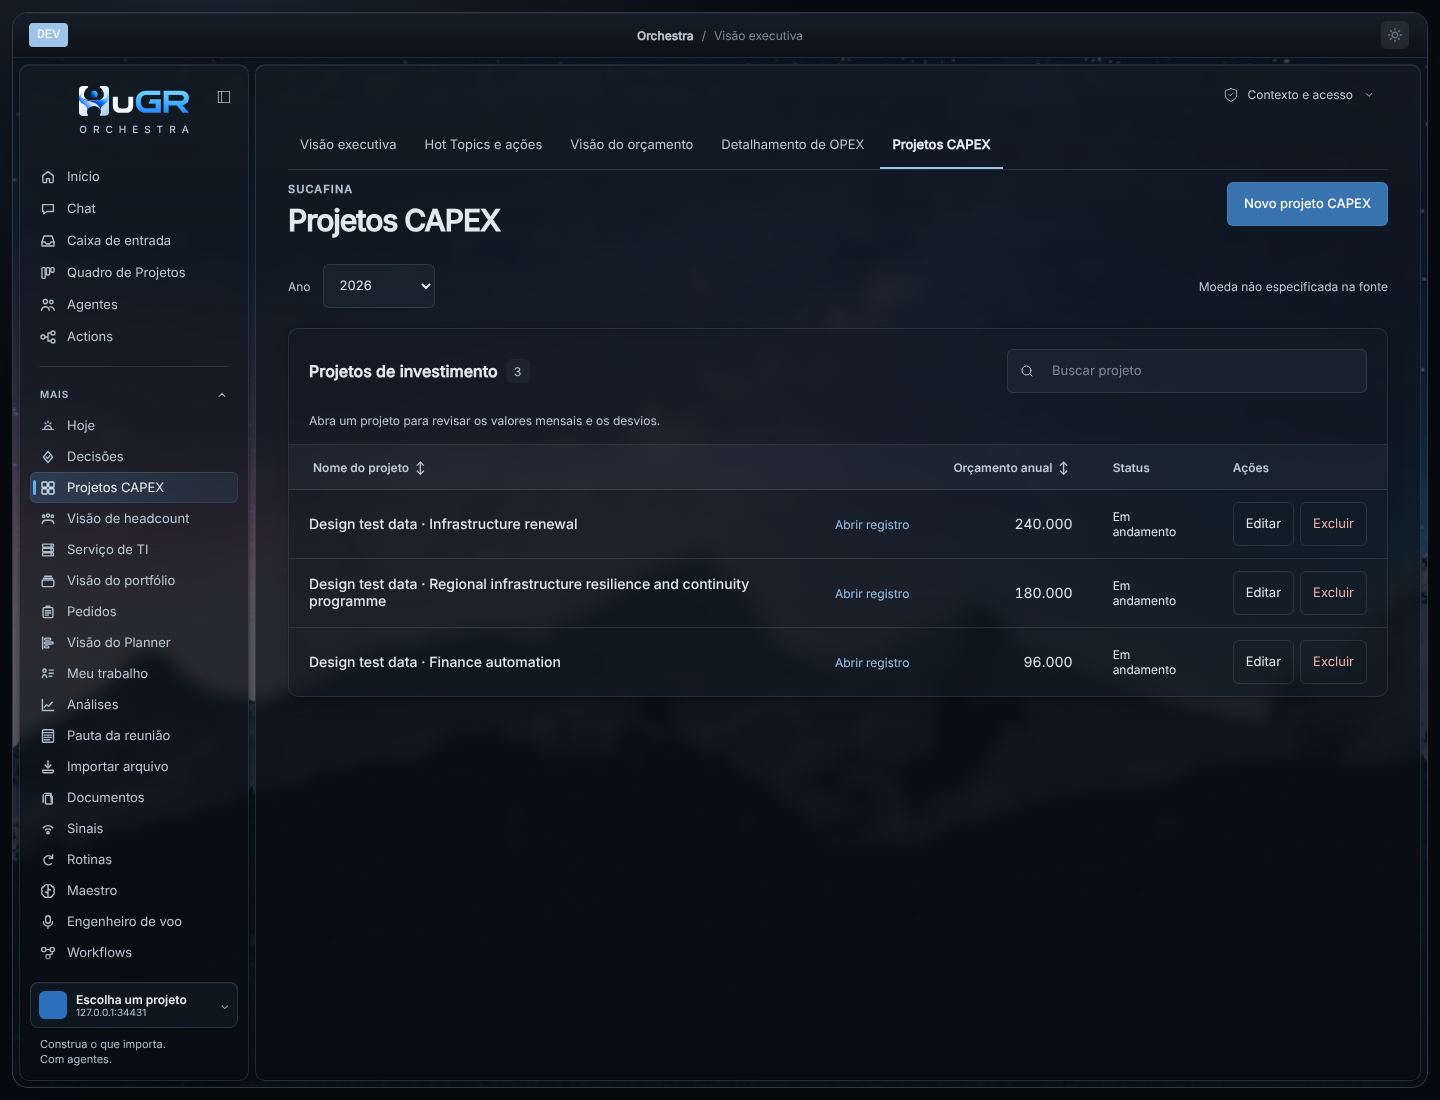 DEV
Orchestra / Visão executiva
HuGR
ORCHESTRA
Contexto e acesso
Início
Chat
Caixa de entrada
Quadro de Projetos
Agentes
Actions
MAIS
Hoje
Decisões
Projetos CAPEX
Visão de headcount
Serviço de TI
Visão do portfólio
Pedidos
Visão do Planner
Meu trabalho
Análises
Pauta da reunião
Importar arquivo
Documentos
Sinais
Rotinas
Maestro
Engenheiro de voo
Workflows
Escolha um projeto
127.0.0.1:34431
Construa o que importa.
Com agentes.
Visão executiva Hot Topics e ações Visão do orçamento Detalhamento de OPEX Projetos CAPEX
SUCAFINA
Projetos CAPEX
Novo projeto CAPEX
Ano 2026 Moeda não especificada na fonte
Projetos de investimento 3
Buscar projeto
Abra um projeto para revisar os valores mensais e os desvios.
Nome do projeto Orçamento anual Status Ações
Design test data · Infrastructure renewal Abrir registro 240.000 Em
andamento
Editar Excluir
Design test data · Regional infrastructure resilience and continuity
programme
Abrir registro 180.000 Em
andamento
Editar Excluir
Design test data · Finance automation Abrir registro 96.000 Em
andamento
Editar Excluir